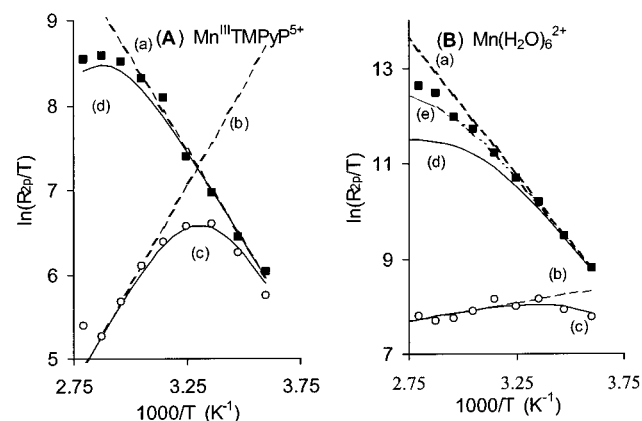 (A) Mn^III TMPyP^5+
9
8
7
6
5
ln(R2p/T)
(a)
(b)
(d)
(c)
2.75 3.25 3.75
1000/T (K^-1)
(B) Mn(H2O)6^2+
13
11
9
7
ln(R2p/T)
(a)
(e)
(d)
(b)
(c)
2.75 3.25 3.75
1000/T (K^-1)